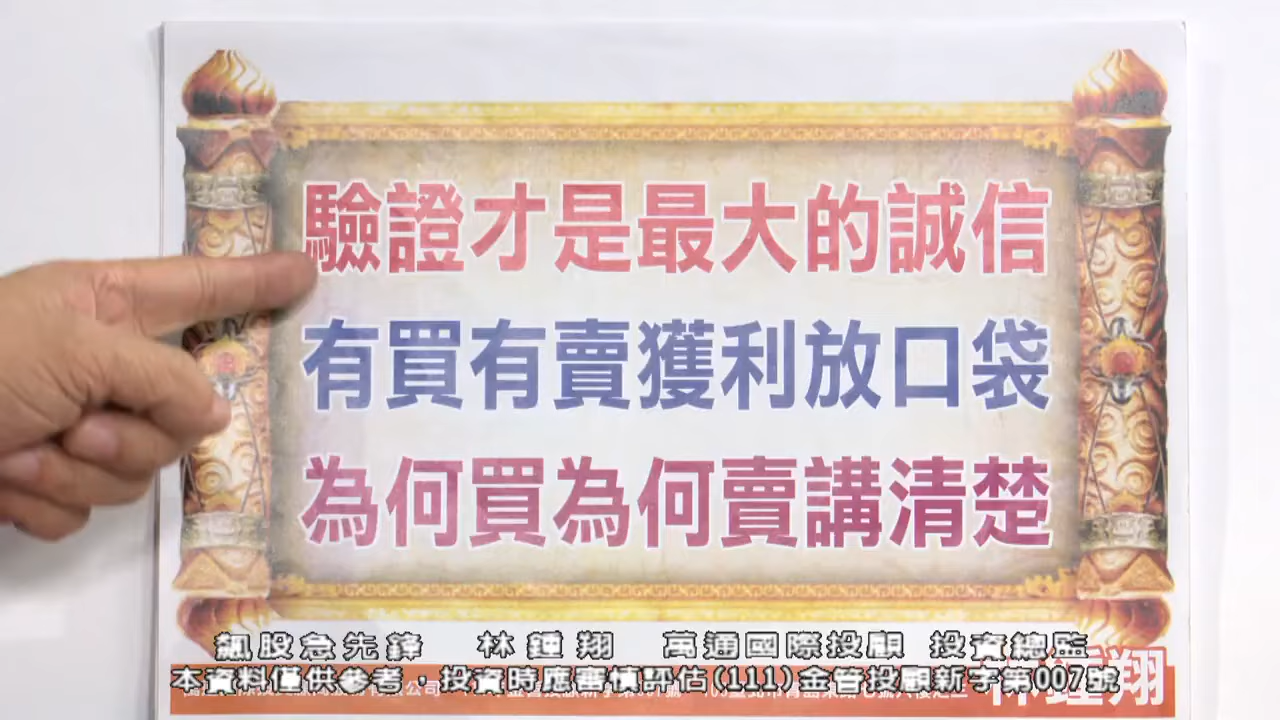 驗證才是最大的誠信
有買有賣獲利放口袋
為何買為何賣講清楚
飆股急先鋒 林鍾翔 萬通國際投顧 投資總監
本資料僅供參考,投資時應審慎評估(111)金管投顧新字第007號
林鍾翔